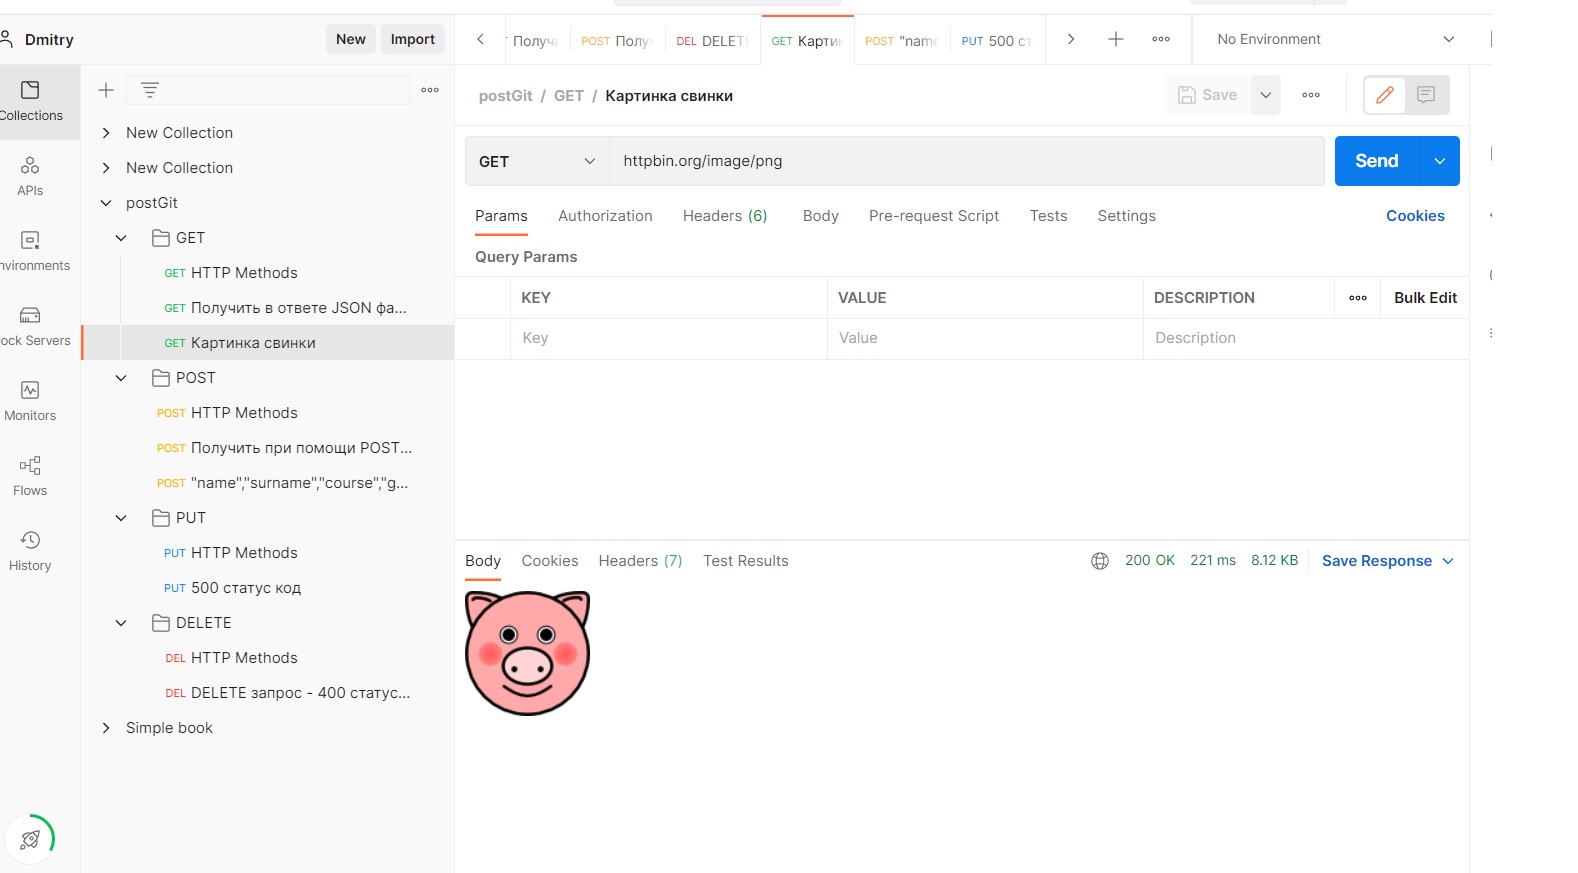 Dmitry
New
Import
Получ
POST Полу
DEL DELET
GET Карти
POST "name
PUT 500 ст
No Environment
Collections
APIs
nvironments
ock Servers
Monitors
Flows
History
New Collection
New Collection
postGit
GET
GET HTTP Methods
GET Получить в ответе JSON фа...
GET Картинка свинки
POST
POST HTTP Methods
POST Получить при помощи POST...
POST "name","surname","course","g...
PUT
PUT HTTP Methods
PUT 500 статус код
DELETE
DEL HTTP Methods
DEL DELETE запрос - 400 статус...
Simple book
postGit / GET / Картинка свинки
Save
GET
httpbin.org/image/png
Send
Params Authorization Headers (6) Body Pre-request Script Tests Settings
Cookies
Query Params
KEY VALUE DESCRIPTION
Bulk Edit
Key Value Description
Body Cookies Headers (7) Test Results
200 OK 221 ms 8.12 KB
Save Response